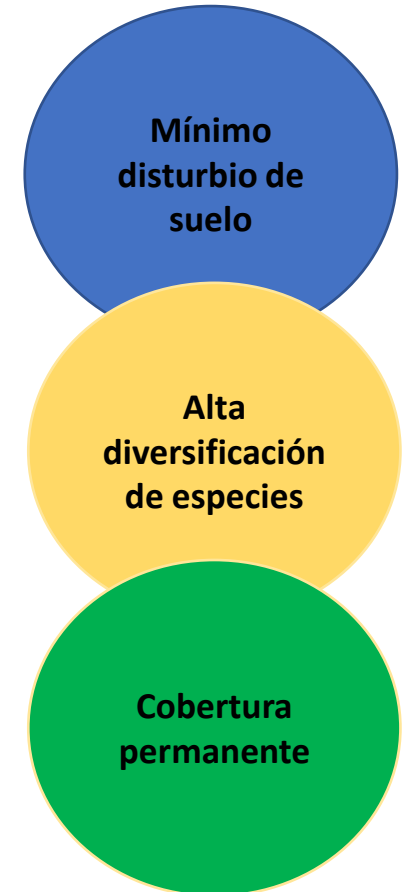 Mínimo
disturbio de
suelo
Alta
diversificación
de especies
Cobertura
permanente